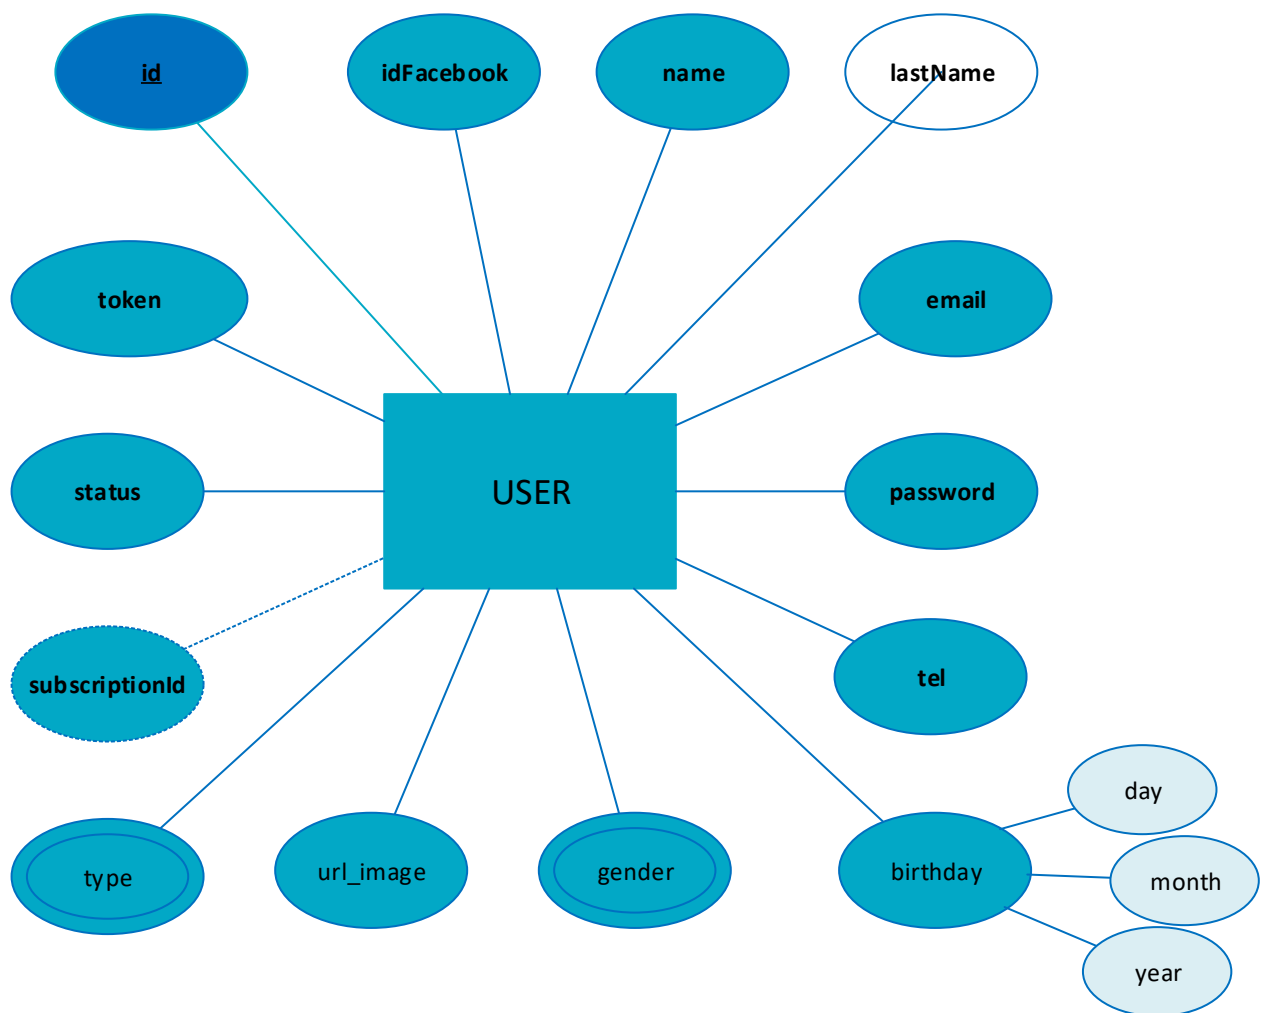 id
idFacebook
name
lastName
token
email
status
USER
password
subscriptionId
tel
type
url_image
gender
birthday
day
month
year